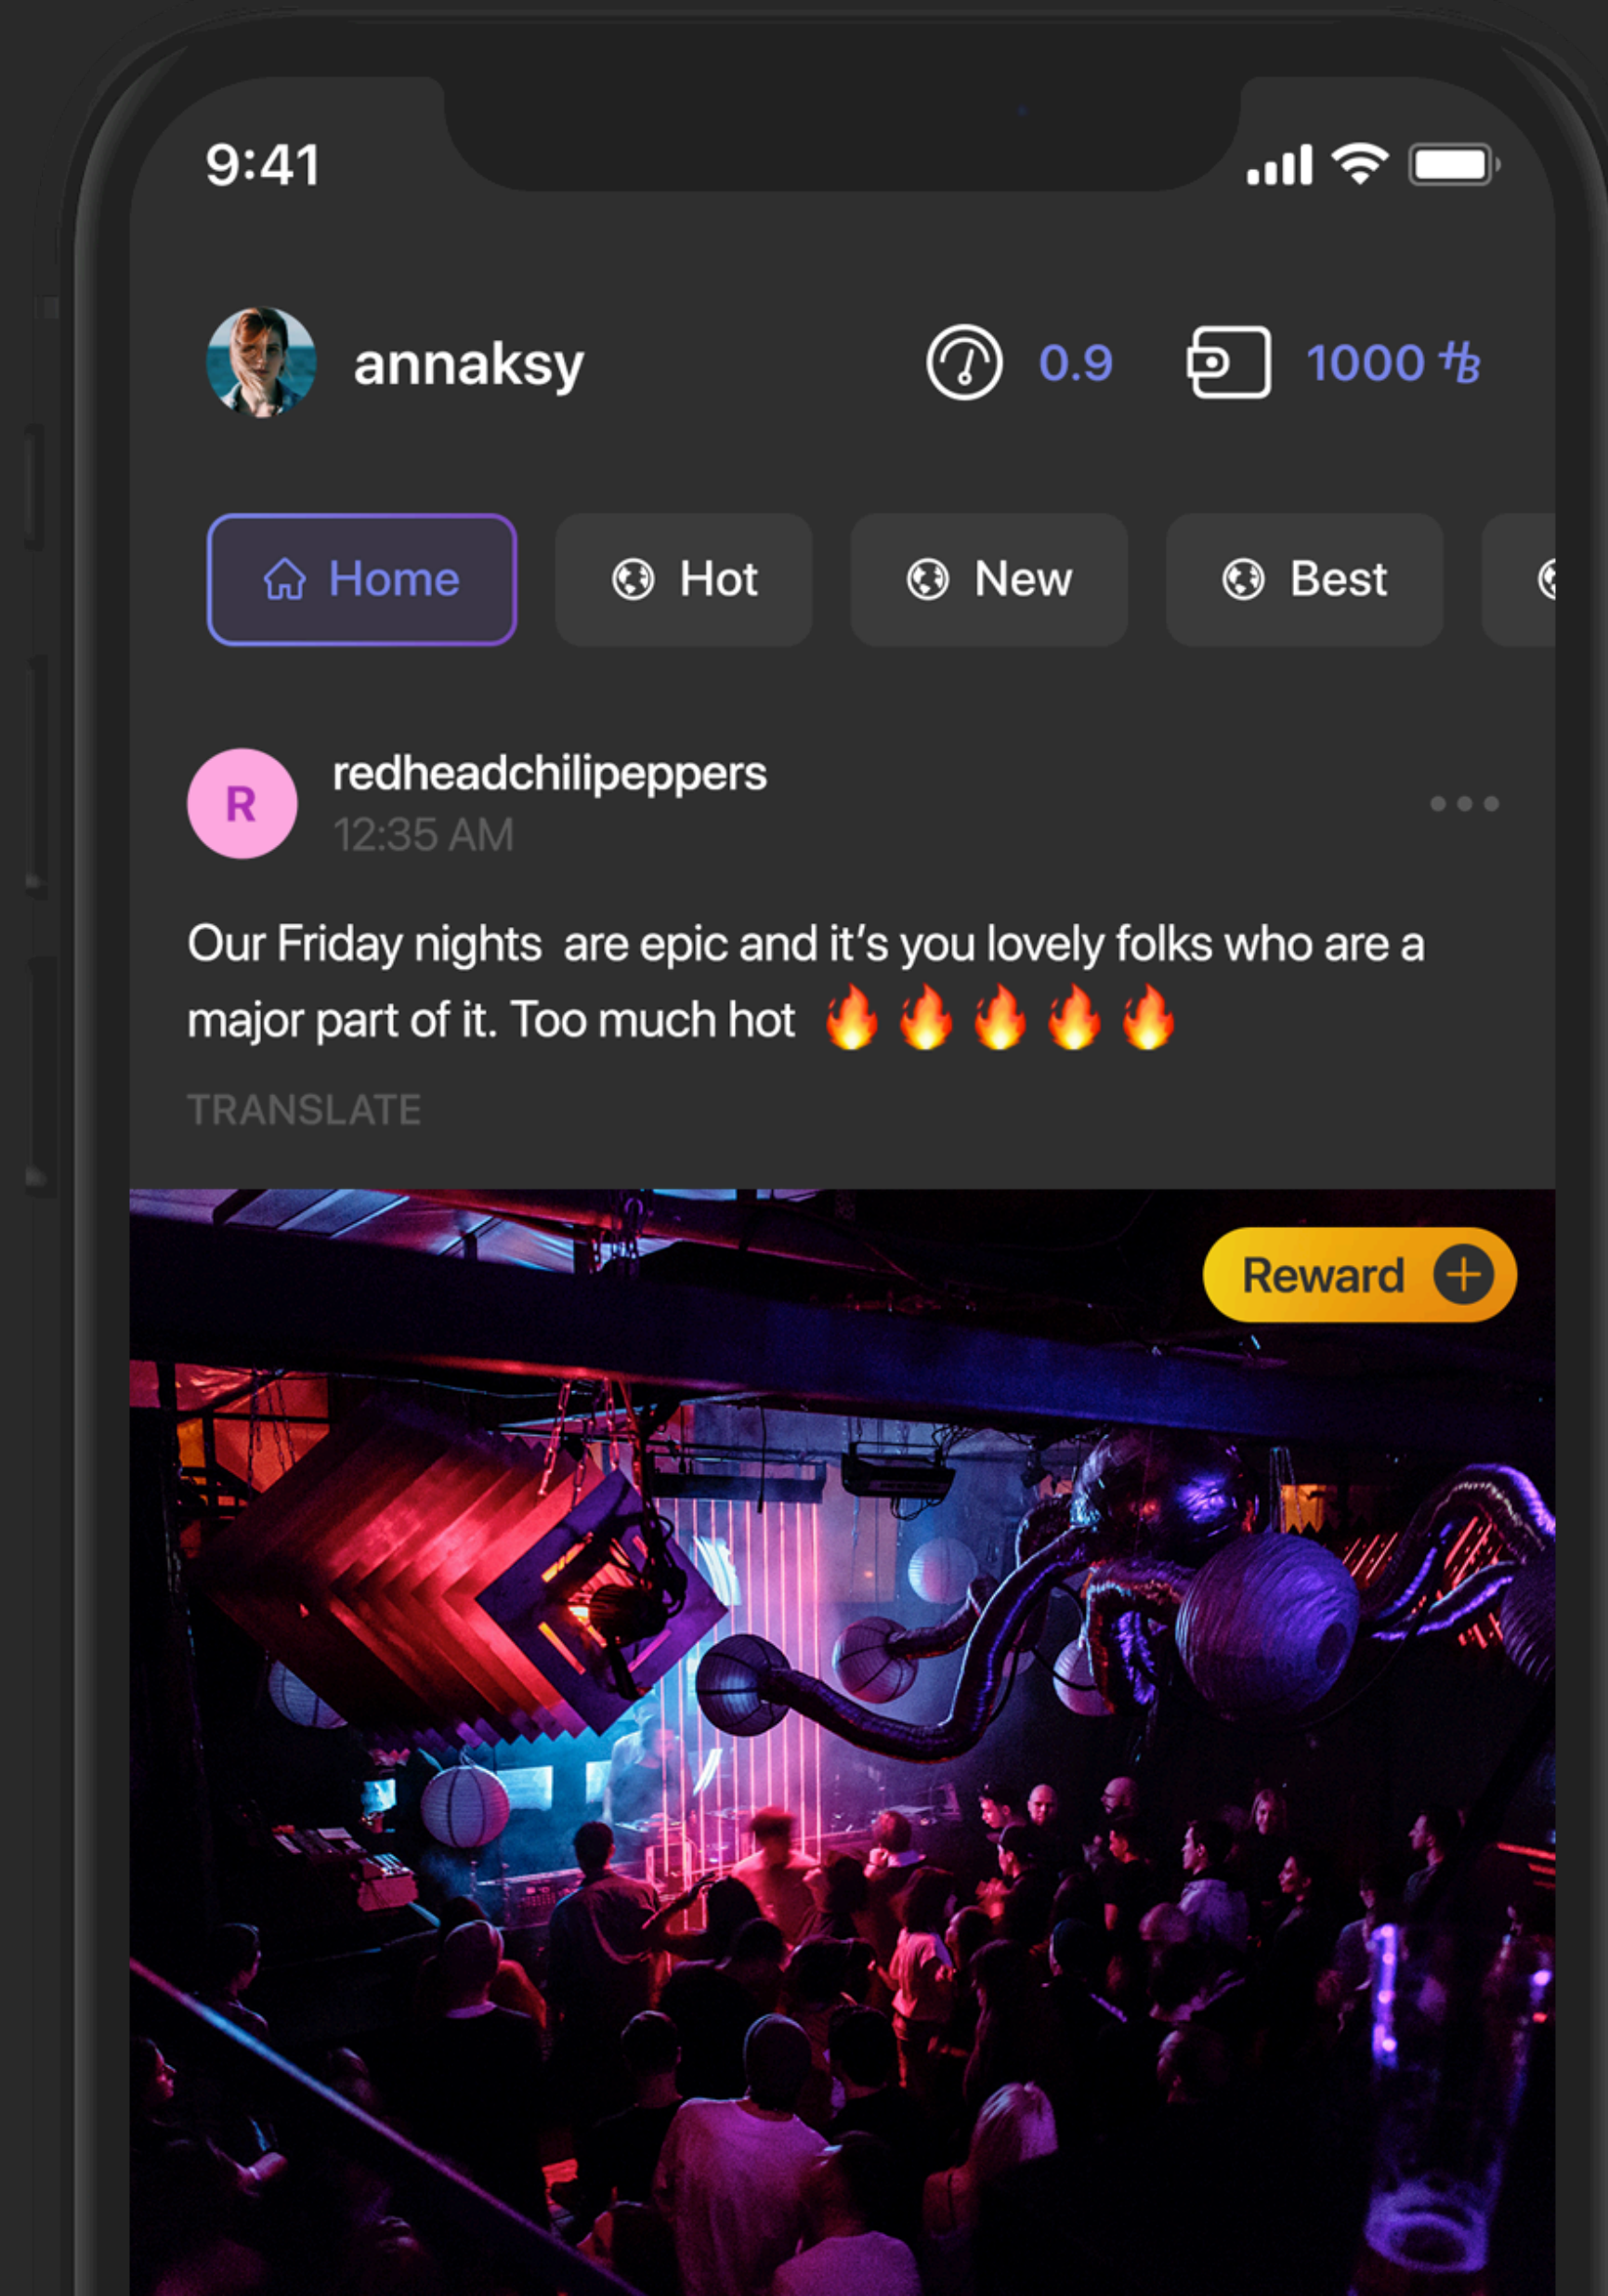 9:41
annaksy
0.9
1000
Home
Hot
New
Best
R
redheadchilipeppers
12:35 AM
Our Friday nights  are epic and it’s you lovely folks who are a
major part of it. Too much hot 🔥🔥🔥🔥🔥
TRANSLATE
Reward